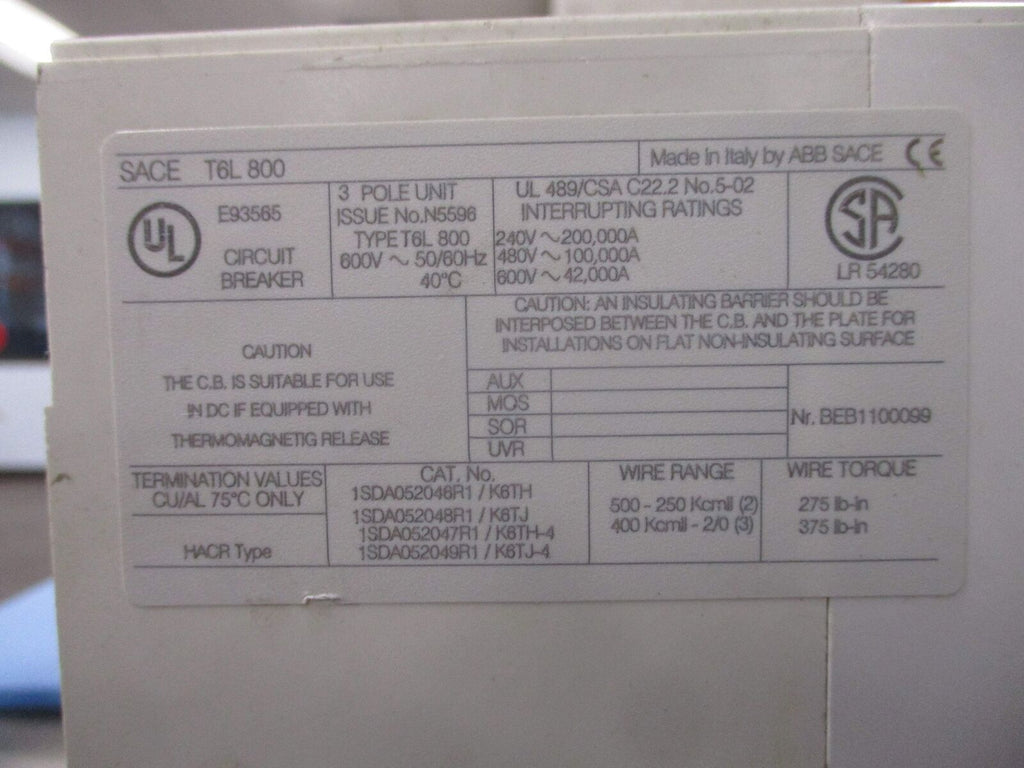 SACE T6L 800
Made in Italy by ABB SACE CE
UL
E93565
CIRCUIT
BREAKER
3 POLE UNIT
ISSUE No.N5596
TYPE T6L 800
600V ~ 50/60Hz
40°C
UL 489/CSA C22.2 No.5-02
INTERRUPTING RATINGS
240V ~ 200,000A
480V ~ 100,000A
600V ~ 42,000A
SA
LR 54280
CAUTION
THE C.B. IS SUITABLE FOR USE
IN DC IF EQUIPPED WITH
THERMOMAGNETIG RELEASE
CAUTION: AN INSULATING BARRIER SHOULD BE
INTERPOSED BETWEEN THE C.B. AND THE PLATE FOR
INSTALLATIONS ON FLAT NON-INSULATING SURFACE
AUX
MOS
SOR
UVR
Nr. BEB1100099
TERMINATION VALUES
CU/AL 75°C ONLY
HACR Type
CAT. No.
1SDA052046R1 / K6TH
1SDA052048R1 / K6TJ
1SDA052047R1 / K6TH-4
1SDA052049R1 / K6TJ-4
WIRE RANGE
500 - 250 Kcmil (2)
400 Kcmil - 2/0 (3)
WIRE TORQUE
275 lb-in
375 lb-in